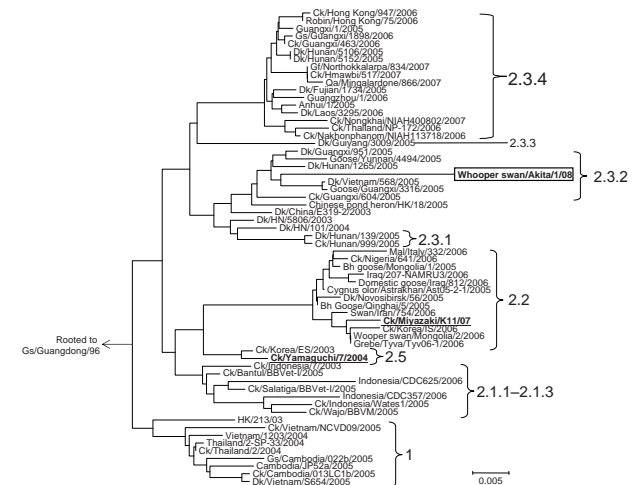 Ck/Hong Kong/947/2006
Robin/Hong Kong/75/2006
Guangxi/1/2005
Gs/Guangxi/1898/2006
Ck/Guangxi/463/2006
Dk/Hunan/5106/2005
Dk/Hunan/5152/2005
Gf/Northokkalarpa/834/2007
Ck/Hmawbi/517/2007
Qa/Mingalardone/866/2007
Dk/Fujian/1734/2005
Guangzhou/1/2006
Anhui/1/2005
Dk/Laos/3295/2006
Ck/Nongkhai/NIAH400802/2007
Ck/Thailand/NP-172/2006
Ck/Nakhonphanom/NIAH113718/2006
2.3.4
Dk/Guiyang/3009/2005
2.3.3
Dk/Guangxi/951/2005
Goose/Yunnan/4494/2005
Dk/Hunan/1265/2005
Whooper swan/Akita/1/08
Dk/Vietnam/568/2005
Goose/Guangxi/3316/2005
Ck/Guangxi/604/2005
Chinese pond heron/HK/18/2005
2.3.2
Dk/China/E319-2/2003
Dk/HN/5806/2003
Dk/HN/101/2004
Dk/Hunan/139/2005
Ck/Hunan/999/2005
2.3.1
Mal/Italy/332/2006
Ck/Nigeria/641/2006
Bh goose/Mongolia/1/2005
Iraq/207-NAMRU3/2006
Domestic goose/Iraq/812/2006
Cygnus olor/Astrakhan/Ast05-2-1/2005
Dk/Novosibirsk/56/2005
Bh Goose/Qinghai/5/2005
Swan/Iran/754/2006
Ck/Miyazaki/K11/07
Ck/Korea/IS/2006
Wooper swan/Mongolia/2/2006
Grebe/Tyva/Tyv06-1/2006
2.2
Ck/Korea/ES/2003
Ck/Yamaguchi/7/2004
2.5
Ck/Indonesia/7/2003
Ck/Bantul/BBVet-I/2005
Indonesia/CDC625/2006
Ck/Salatiga/BBVet-I/2005
Indonesia/CDC357/2006
Ck/Indonesia/Wates1/2005
Ck/Wajo/BBVM/2005
2.1.1–2.1.3
HK/213/03
Ck/Vietnam/NCVD09/2005
Vietnam/1203/2004
Thailand/2-SP-33/2004
Ck/Thailand/2/2004
Gs/Cambodia/022b/2005
Cambodia/JP52a/2005
Ck/Cambodia/013LC1b/2005
Dk/Vietnam/S654/2005
1
Rooted to
Gs/Guangdong/96
0.005